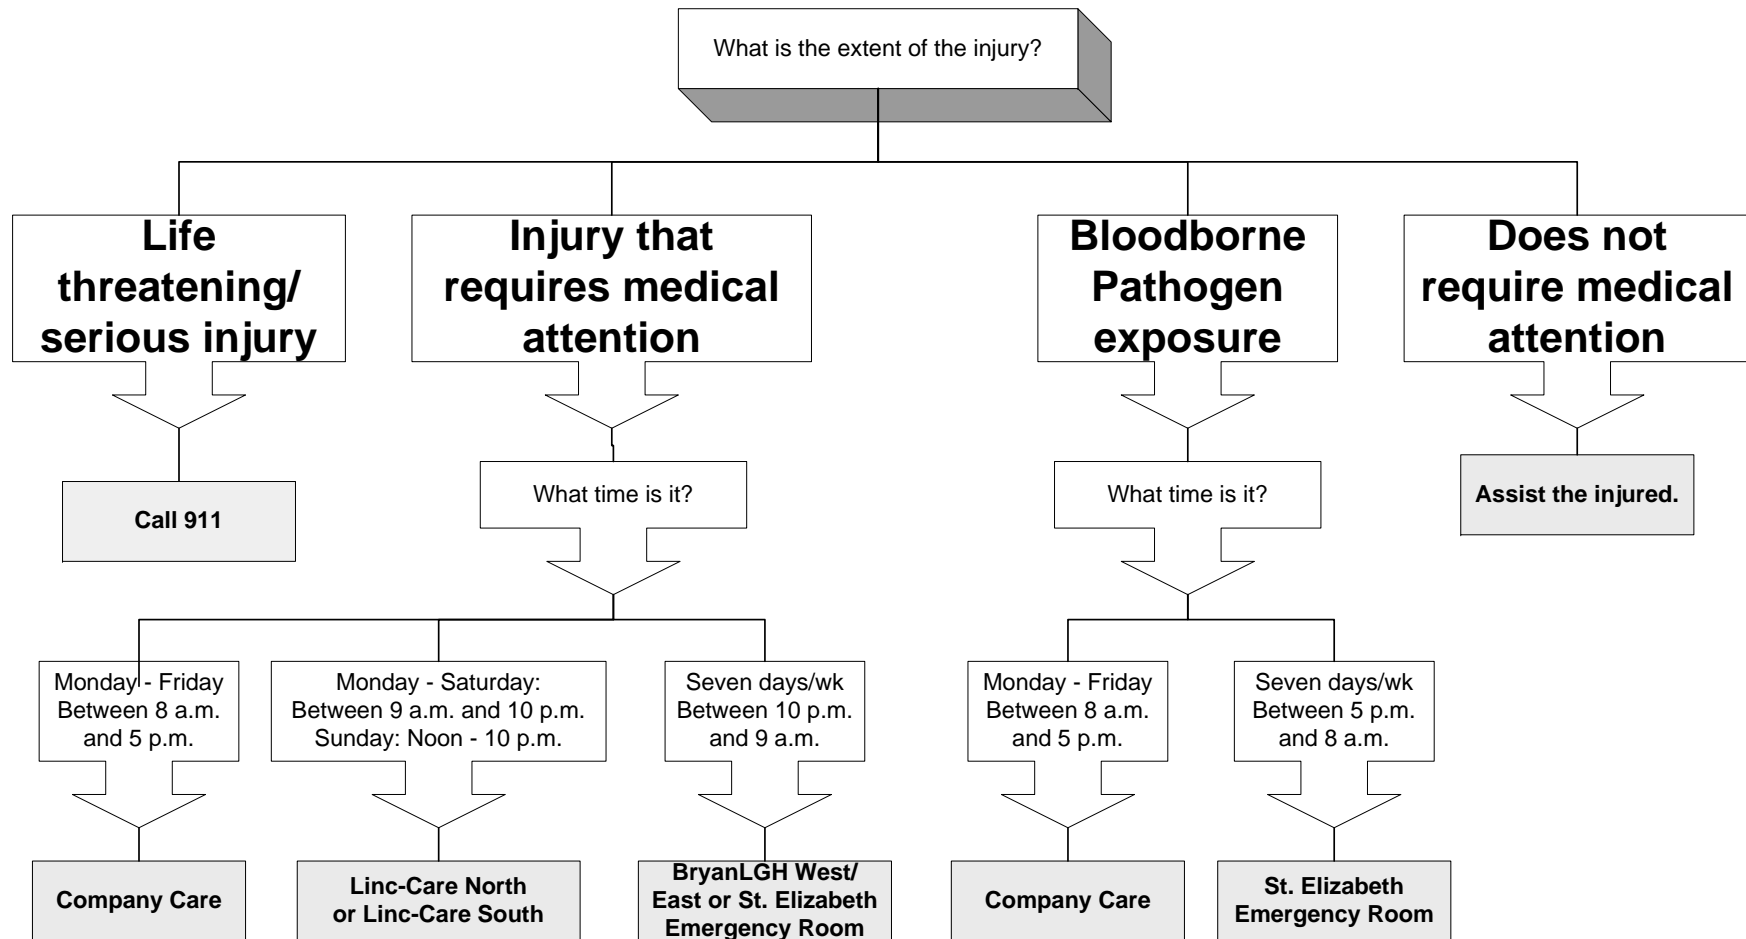 What is the extent of the injury?
Life
threatening/
serious injury
Injury that
requires medical
attention
Bloodborne
Pathogen
exposure
Does not
require medical
attention
Call 911
What time is it?
What time is it?
Assist the injured.
Monday - Friday
Between 8 a.m.
and 5 p.m.
Monday - Saturday:
Between 9 a.m. and 10 p.m.
Sunday: Noon - 10 p.m.
Seven days/wk
Between 10 p.m.
and 9 a.m.
Monday - Friday
Between 8 a.m.
and 5 p.m.
Seven days/wk
Between 5 p.m.
and 8 a.m.
Company Care
Linc-Care North
or Linc-Care South
BryanLGH West/
East or St. Elizabeth
Emergency Room
Company Care
St. Elizabeth
Emergency Room